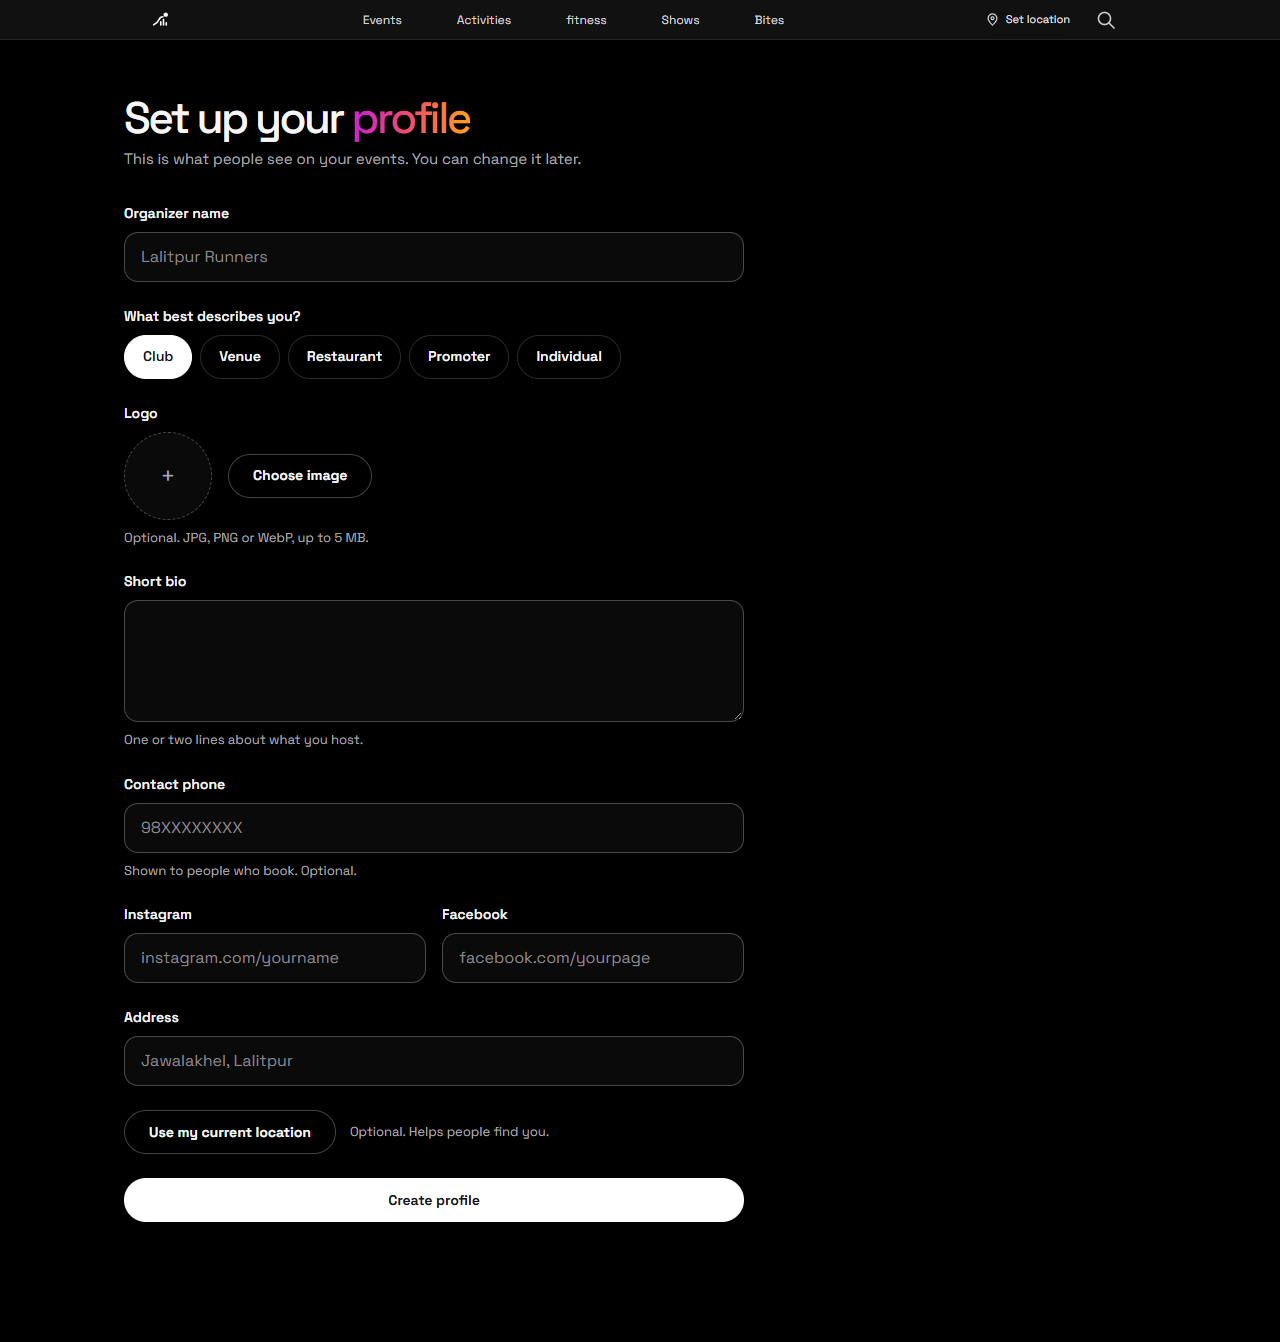 Events
Activities
fitness
Shows
Bites
Set location
Set up your profile
This is what people see on your events. You can change it later.
Organizer name
Lalitpur Runners
What best describes you?
Club
Venue
Restaurant
Promoter
Individual
Logo
+
Choose image
Optional. JPG, PNG or WebP, up to 5 MB.
Short bio
One or two lines about what you host.
Contact phone
98XXXXXXXX
Shown to people who book. Optional.
Instagram
Facebook
instagram.com/yourname
facebook.com/yourpage
Address
Jawalakhel, Lalitpur
Use my current location
Optional. Helps people find you.
Create profile